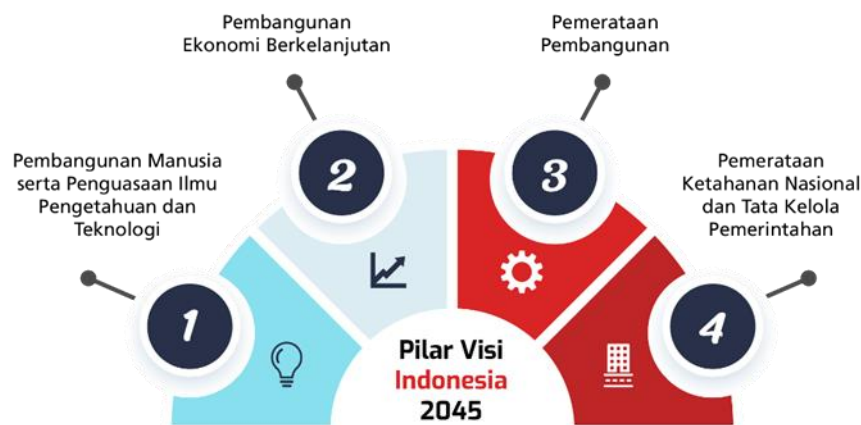 Pembangunan
Ekonomi Berkelanjutan
Pemerataan
Pembangunan
Pembangunan Manusia
serta Penguasaan Ilmu
Pengetahuan dan
Teknologi
Pemerataan
Ketahanan Nasional
dan Tata Kelola
Pemerintahan
1
2
3
4
Pilar Visi
Indonesia
2045